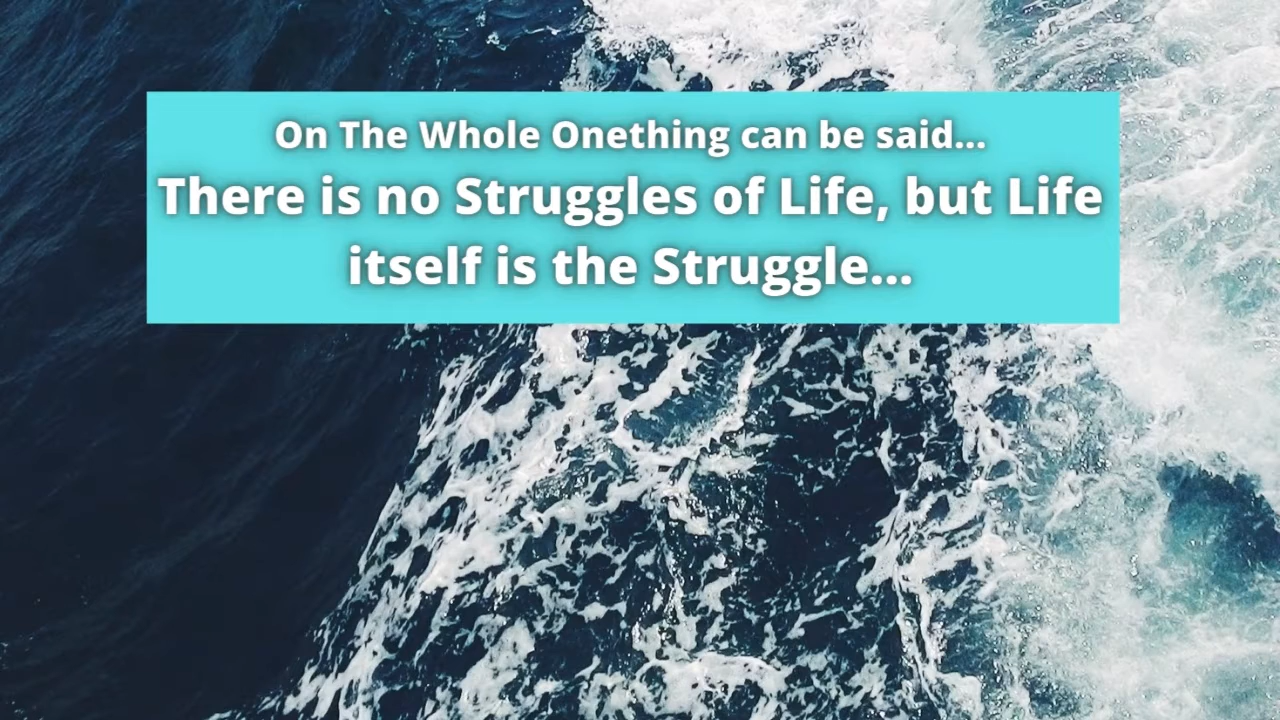 On The Whole Onething can be said...
There is no Struggles of Life, but Life
itself is the Struggle...